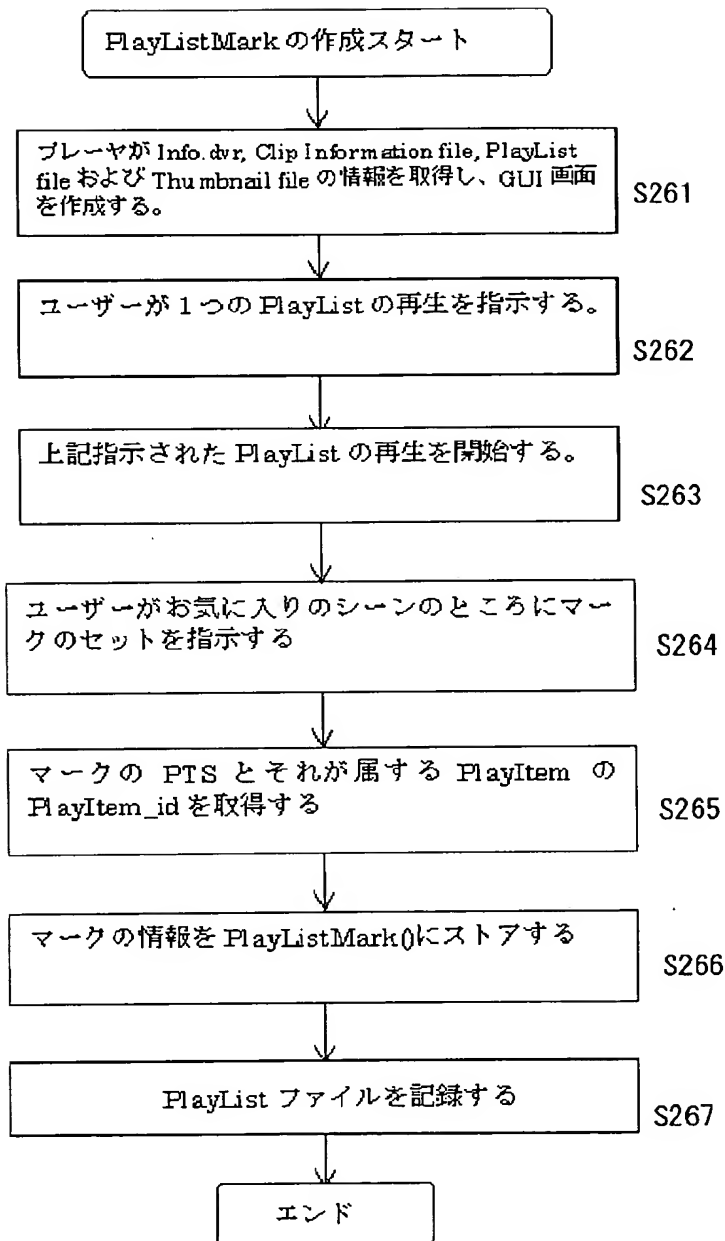 PlayListMark の作成スタート
プレーヤが Info.dvr, Clip Information file, PlayList
file および Thumbnail file の情報を取得し、GUI 画面
を作成する。
S261
ユーザーが 1 つの PlayList の再生を指示する。
S262
上記指示された PlayList の再生を開始する。
S263
ユーザーがお気に入りのシーンのところにマー
クのセットを指示する
S264
マークの PTS とそれが属する PlayItem の
PlayItem_id を取得する
S265
マークの情報を PlayListMark()にストアする
S266
PlayList ファイルを記録する
S267
エンド